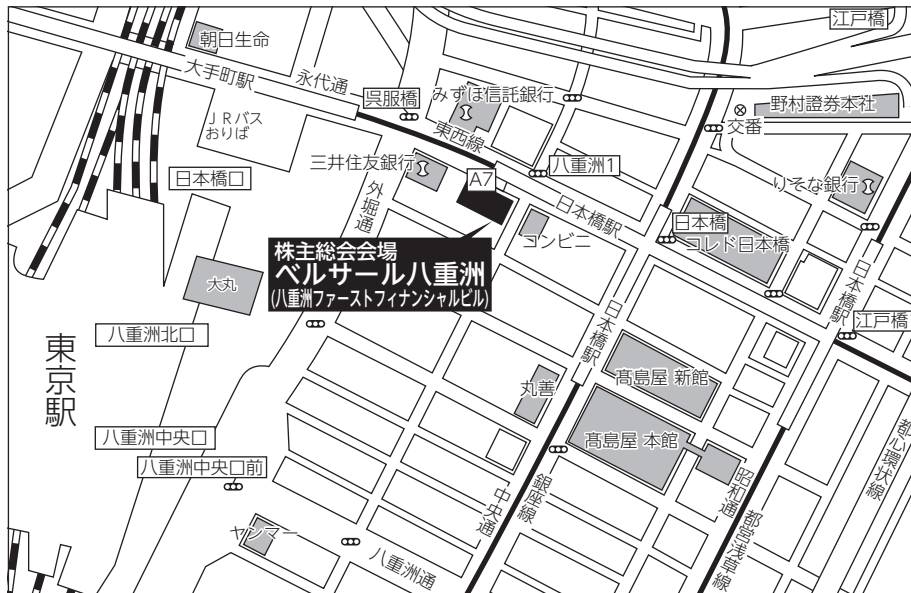 江戸橋
朝日生命
大手町駅
永代通
呉服橋
みずほ信託銀行
野村證券本社
交番
JRバス
おりば
東西線
八重洲1
三井住友銀行
A7
りそな銀行
日本橋口
外堀通
日本橋駅
日本橋
コンビニ
コレド日本橋
株主総会会場
ベルサール八重洲
(八重洲ファーストフィナンシャルビル)
大丸
日本橋駅
日本橋駅
江戸橋1
八重洲北口
東京駅
髙島屋 新館
丸善
髙島屋 本館
八重洲中央口
八重洲中央口前
都心環状線
昭和通
銀座線
中央通
都営浅草線
ヤンマー
八重洲通